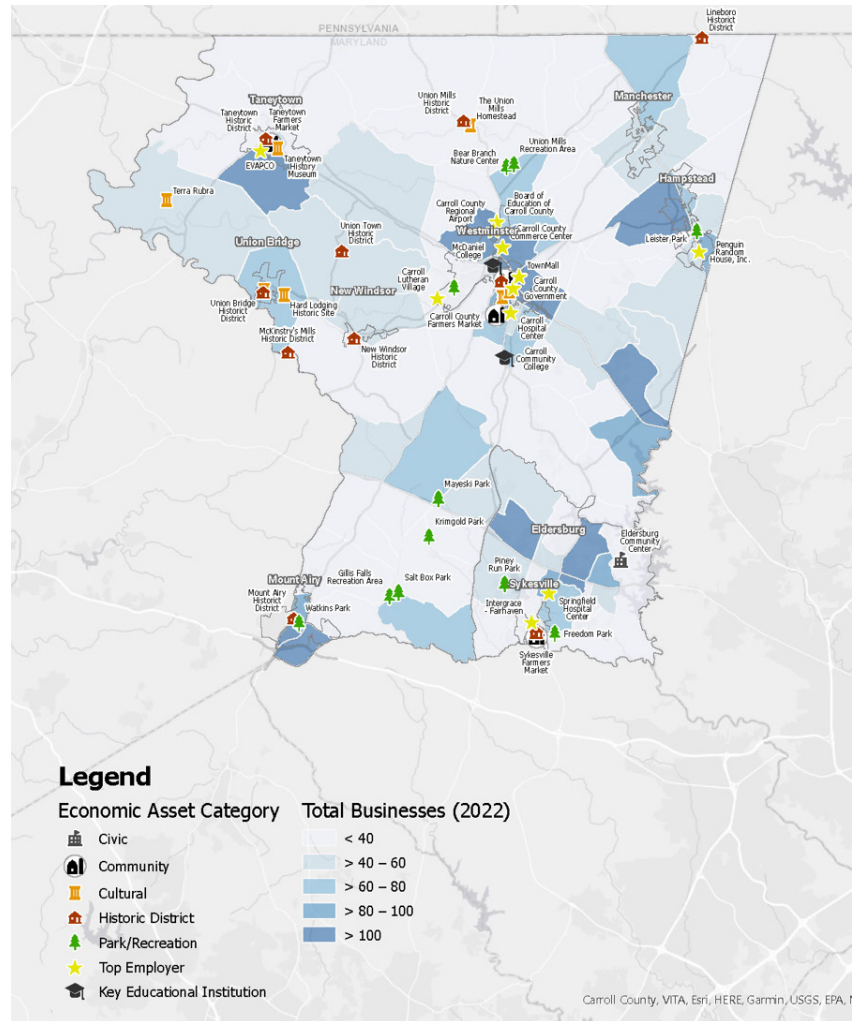 Lineboro
Historic
District
PENNSYLVANIA
MARYLAND
Taneytown
Manchester
Union Mills
Historic
District
The Union
Mills
Homestead
Taneytown
Historic
District
Taneytown
Farmers
Market
Bear Branch
Nature Center
Union Mills
Recreation Area
EVAPCO
Taneytown
History
Museum
Hampstead
Terra Rubra
Carroll County
Regional
Airport
Board of
Education of
Carroll County
Westminster
Carroll County
Commerce Center
Leister Park
Penguin
Random
House, Inc.
Union Town
Historic
District
McDaniel
College
Union Bridge
TownMall
Carroll
Lutheran
Village
Carroll
County
Government
New Windsor
Union Bridge
Historict
District
Hard Lodging
Historic Site
Carroll County
Farmers Market
Carroll
Hospital
Center
McKinstry's Mills
Historic District
New Windsor
Historic
District
Carroll
Community
College
Mayeski Park
Krimgold Park
Eldersburg
Eldersburg
Community
Center
Gillis Falls
Recreation Area
Salt Box Park
Piney
Run Park
Mount Airy
Sykesville
Mount Airy
Historict
District
Watkins Park
Intergrace
- Fairhaven
Springfield
Hospital
Center
Freedom Park
Sykesville
Farmers
Market
Legend
Economic Asset Category
Civic
Community
Cultural
Historic District
Park/Recreation
Top Employer
Key Educational Institution
Total Businesses (2022)
< 40
> 40 – 60
> 60 – 80
> 80 – 100
> 100
Carroll County, VITA, Esri, HERE, Garmin, USGS, EPA,